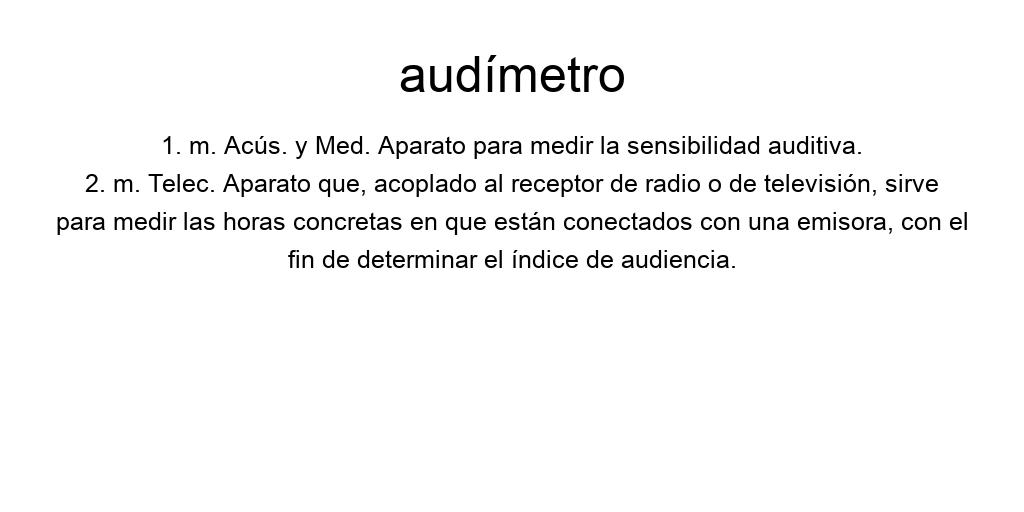 audímetro
1. m. Acús. y Med. Aparato para medir la sensibilidad auditiva.
2. m. Telec. Aparato que, acoplado al receptor de radio o de televisión, sirve
para medir las horas concretas en que están conectados con una emisora, con el
fin de determinar el índice de audiencia.